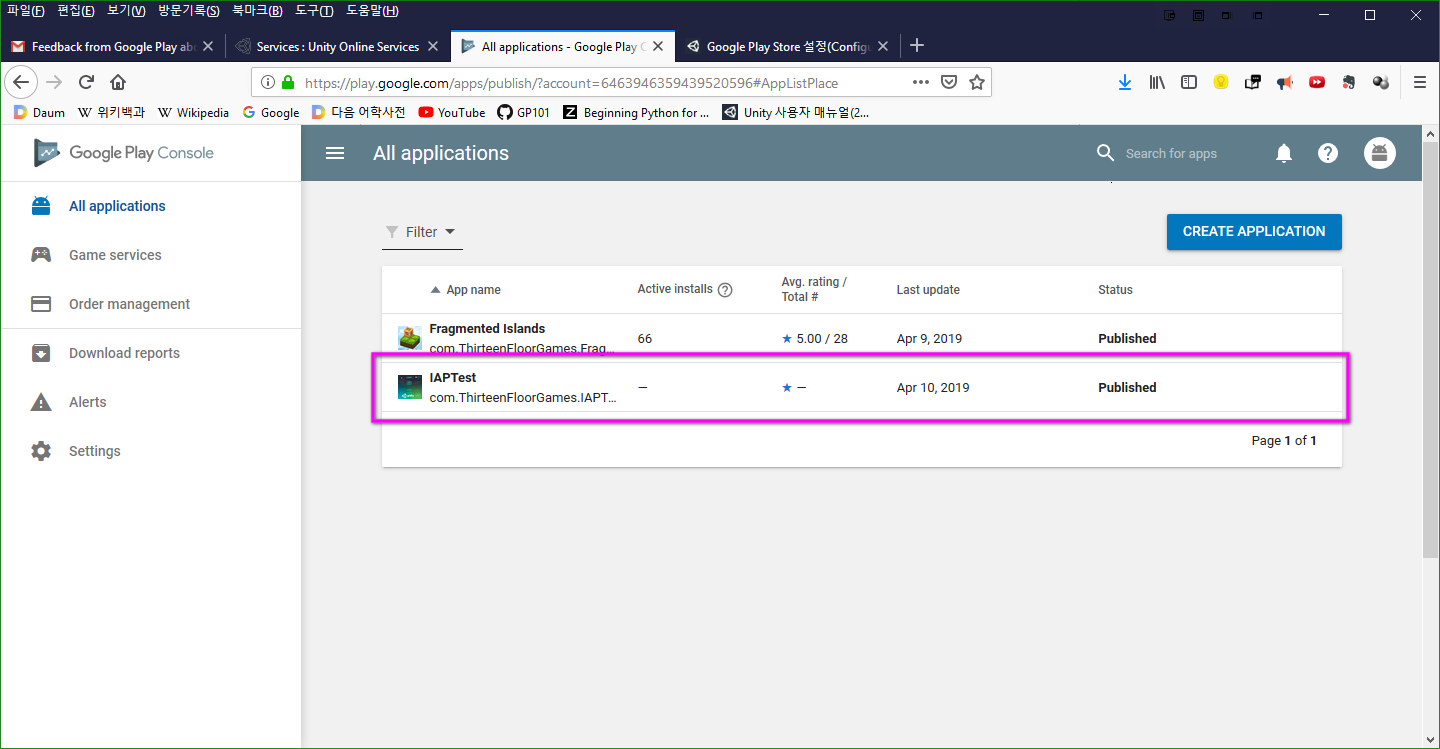 파일(F) 편집(E) 보기(V) 방문기록(S) 북마크(B) 도구(T) 도움말(H)
Feedback from Google Play ab
Services : Unity Online Services
All applications - Google Play C
Google Play Store 설정(Config
https://play.google.com/apps/publish/?account=6463946359439520596#AppListPlace
Daum 위키백과 Wikipedia Google 다음 어학사전 YouTube GP101 Beginning Python for ... Unity 사용자 매뉴얼(2...
Google Play Console
All applications
Search for apps
All applications
Game services
Order management
Download reports
Alerts
Settings
Filter
CREATE APPLICATION
App name
Active installs
Avg. rating /
Total #
Last update
Status
Fragmented Islands
com.ThirteenFloorGames.Frag...
66
5.00 / 28
Apr 9, 2019
Published
IAPTest
com.ThirteenFloorGames.IAPT...
—
—
Apr 10, 2019
Published
Page 1 of 1